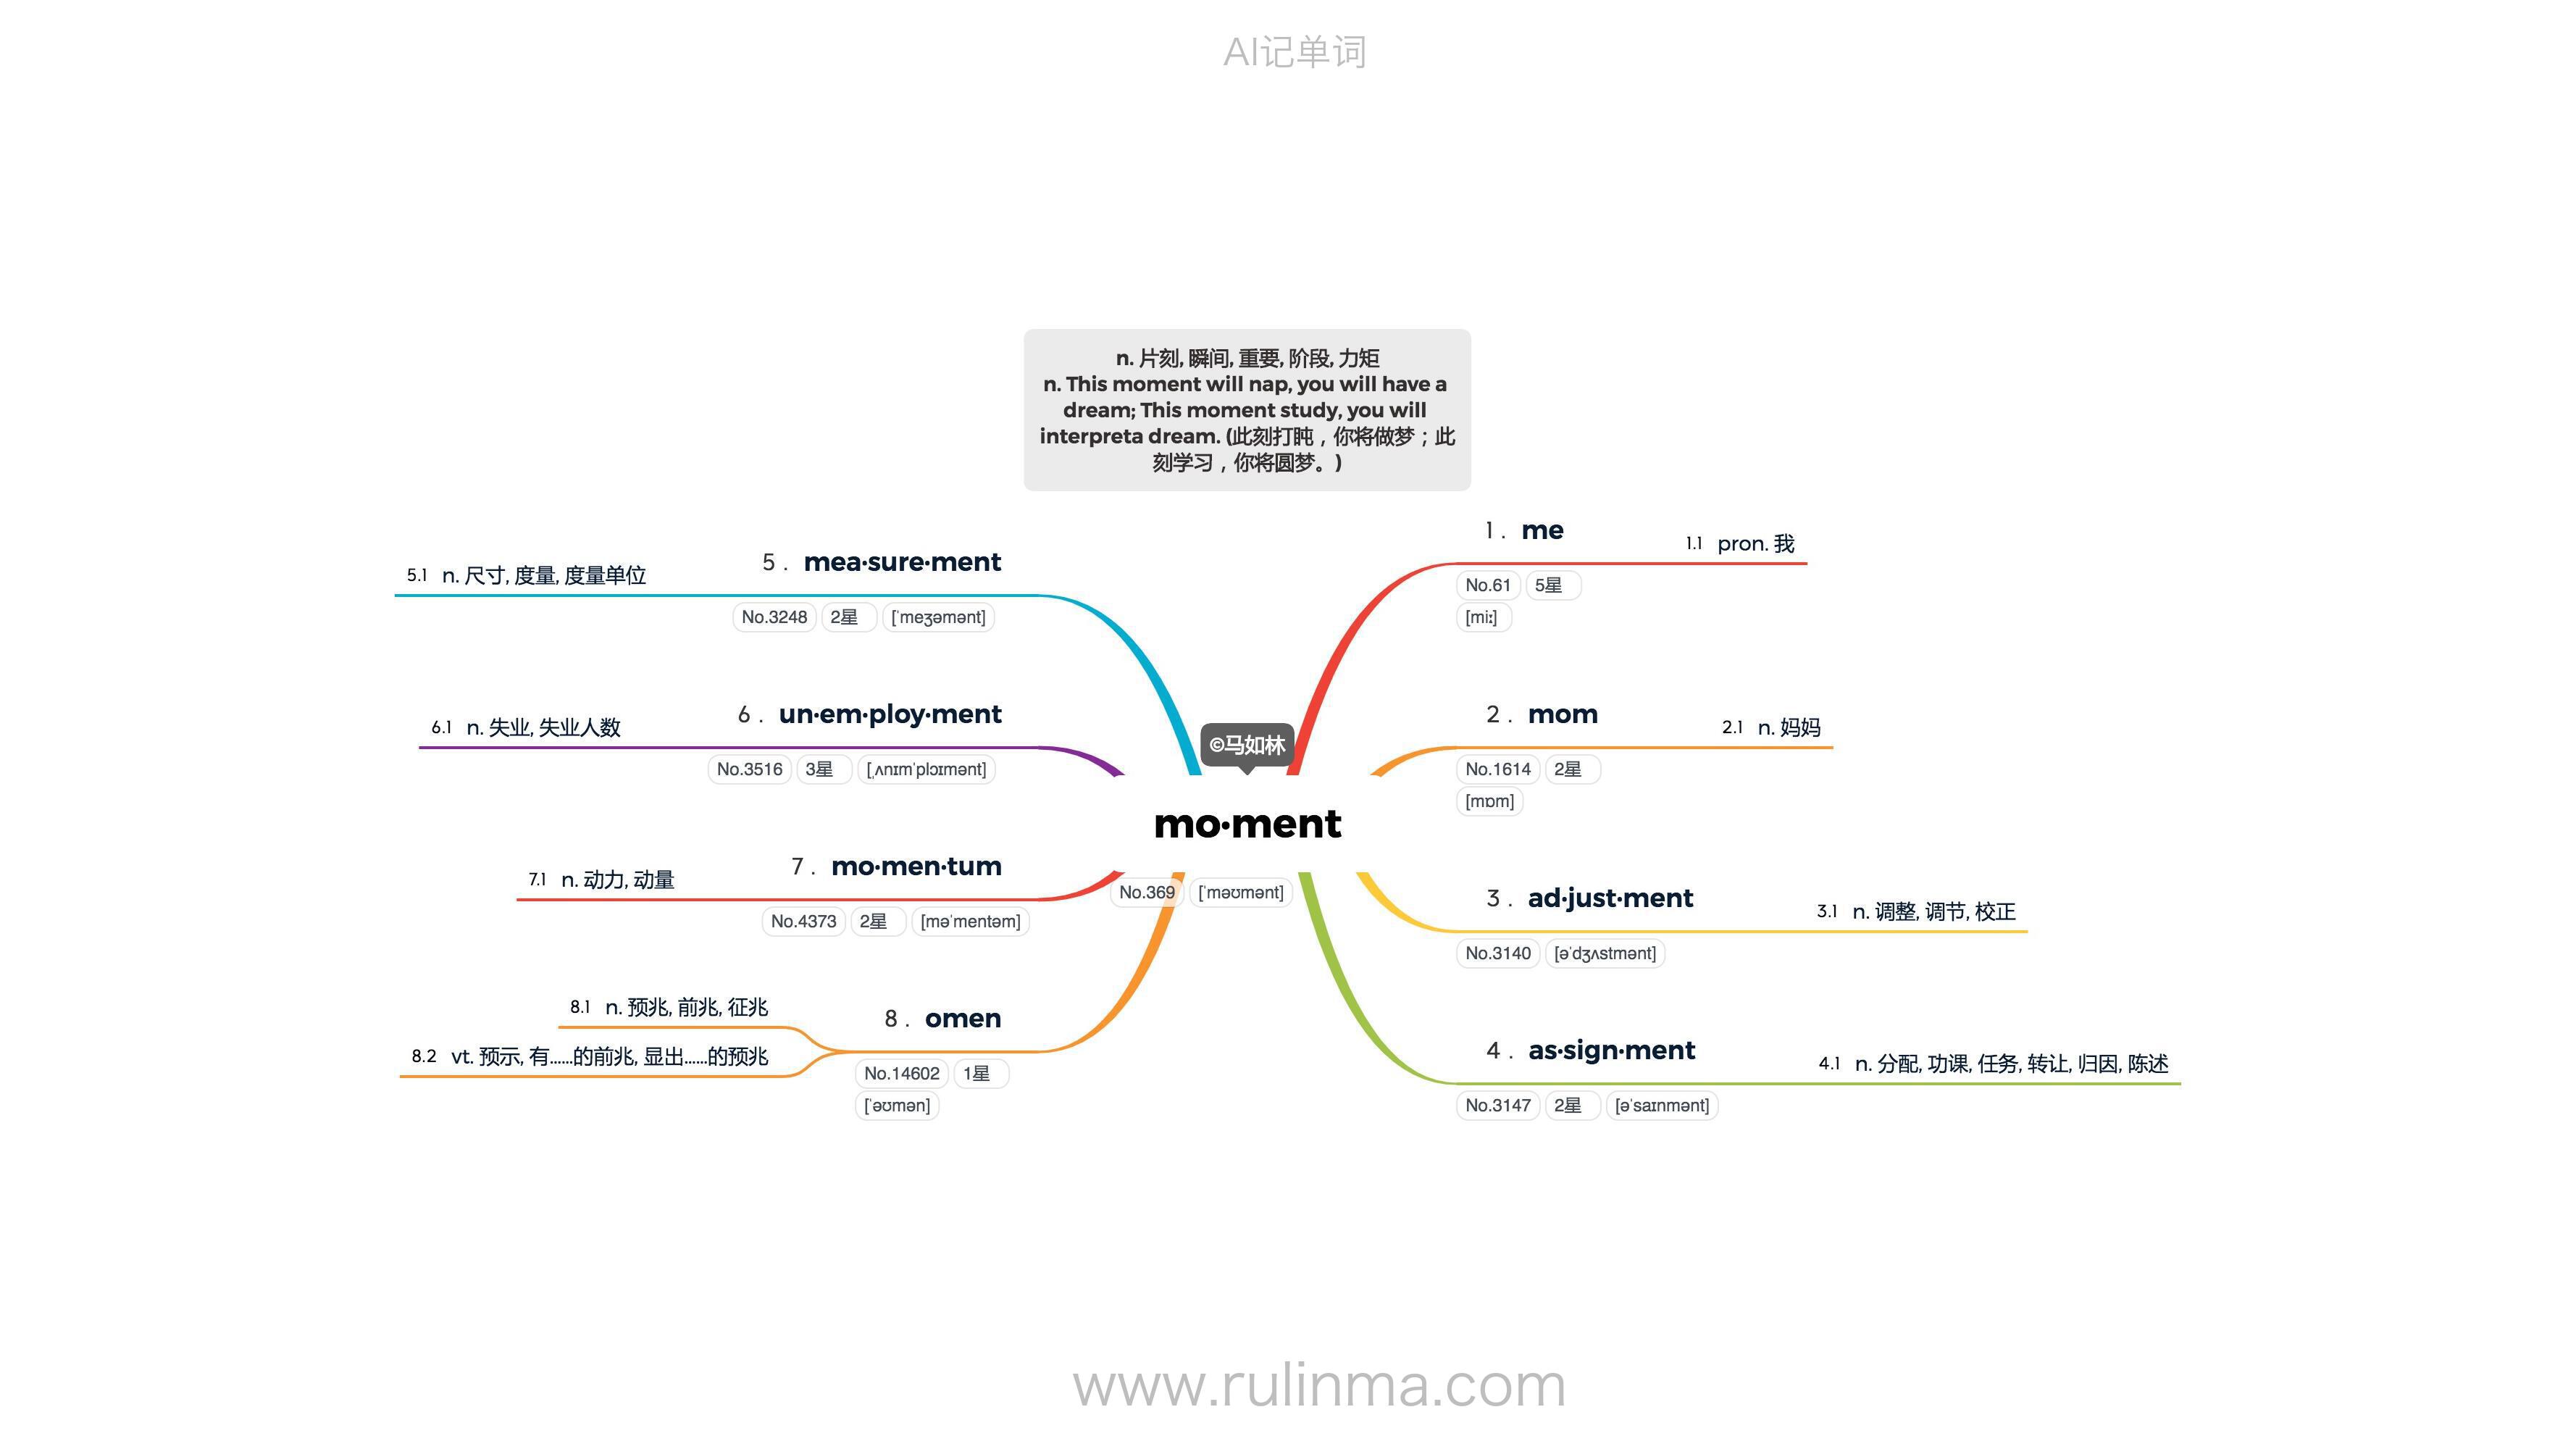 AI记单词
n. 片刻, 瞬间, 重要, 阶段, 力矩
n. This moment will nap, you will have a
dream; This moment study, you will
interpreta dream. (此刻打盹，你将做梦；此
刻学习，你将圆梦。)
©马如林
mo·ment
No.369 [ˈməʊmənt]
1 . me
No.61 5星
[miː]
1.1 pron. 我
2 . mom
No.1614 2星
[mɒm]
2.1 n. 妈妈
3 . ad·just·ment
No.3140 [əˈdʒʌstmənt]
3.1 n. 调整, 调节, 校正
4 . as·sign·ment
No.3147 2星 [əˈsaɪnmənt]
4.1 n. 分配, 功课, 任务, 转让, 归因, 陈述
5 . mea·sure·ment
No.3248 2星 [ˈmeʒəmənt]
5.1 n. 尺寸, 度量, 度量单位
6 . un·em·ploy·ment
No.3516 3星 [ˌʌnɪmˈplɔɪmənt]
6.1 n. 失业, 失业人数
7 . mo·men·tum
No.4373 2星 [məˈmentəm]
7.1 n. 动力, 动量
8 . omen
No.14602 1星
[ˈəʊmən]
8.1 n. 预兆, 前兆, 征兆
8.2 vt. 预示, 有......的前兆, 显出......的预兆
www.rulinma.com